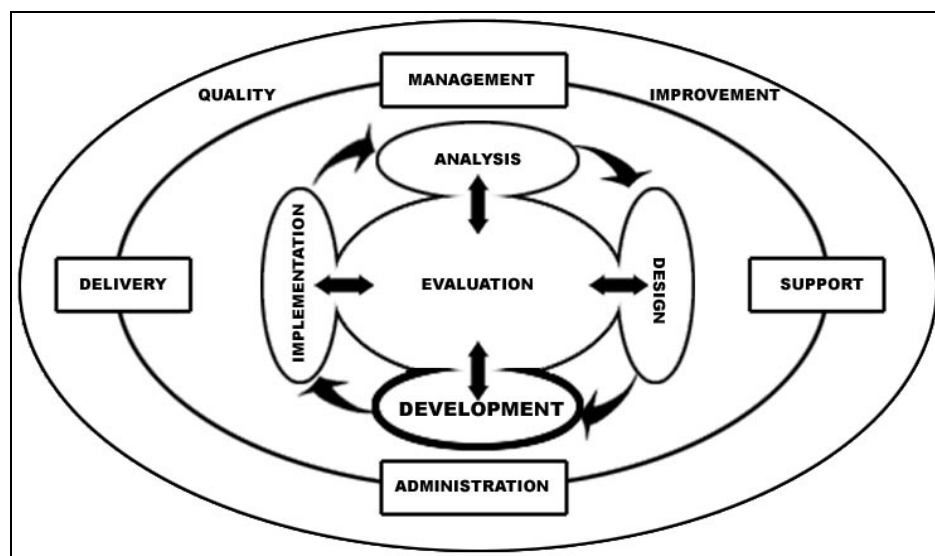 MANAGEMENT
QUALITY
IMPROVEMENT
ANALYSIS
IMPLEMENTATION
DESIGN
DELIVERY
EVALUATION
SUPPORT
DEVELOPMENT
ADMINISTRATION